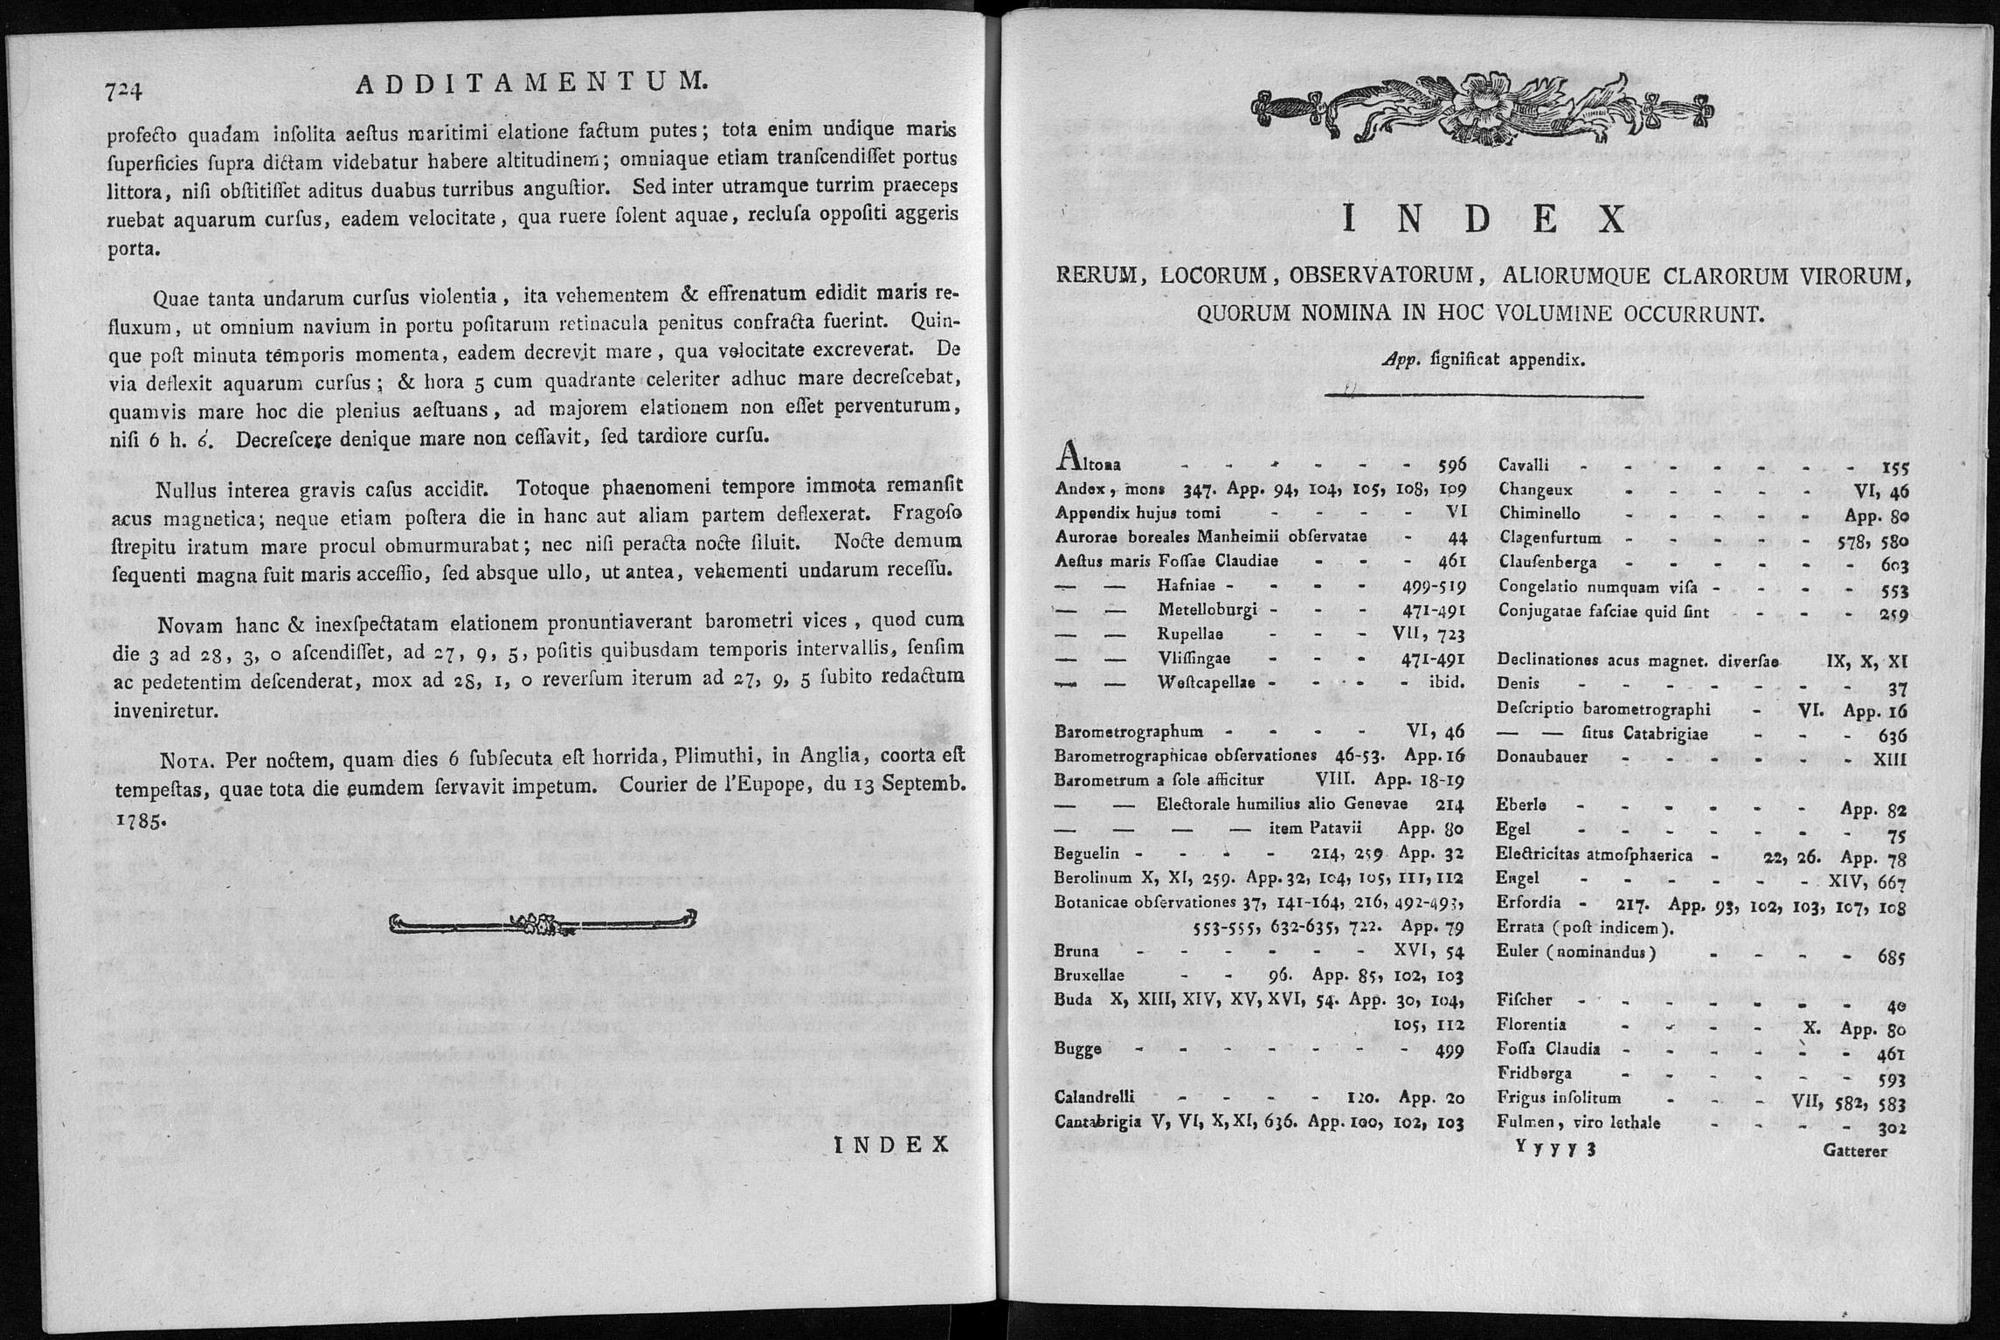 724 ADDITAMENTUM.
profecto quadam inſolita aeſtus maritimi elatione factum putes; tota enim undique maris
ſuperficies ſupra dictam videbatur habere altitudinem; omniaque etiam tranſcendiſſet portus
littora, niſi obſtitiſſet aditus duabus turribus anguſtior. Sed inter utramque turrim praeceps
ruebat aquarum curſus, eadem velocitate, qua ruere ſolent aquae, recluſa oppoſiti aggeris
porta.
Quae tanta undarum curſus violentia, ita vehementem & effrenatum edidit maris re-
fluxum, ut omnium navium in portu poſitarum retinacula penitus confracta fuerint. Quin-
que poſt minuta temporis momenta, eadem decrevit mare, qua velocitate excreverat. De
via deflexit aquarum curſus; & hora 5 cum quadrante celeriter adhuc mare decreſcebat,
quamvis mare hoc die plenius aeſtuans, ad majorem elationem non eſſet perventurum,
niſi 6 h. 6́. Decreſcere denique mare non ceſſavit, ſed tardiore curſu.
Nullus interea gravis caſus accidit. Totoque phaenomeni tempore immota remanſit
acus magnetica; neque etiam poſtera die in hanc aut aliam partem deflexerat. Fragoſo
ſtrepitu iratum mare procul obmurmurabat; nec niſi peracta nocte ſiluit. Nocte demum
ſequenti magna fuit maris acceſſio, ſed absque ullo, ut antea, vehementi undarum receſſu.
Novam hanc & inexſpectatam elationem pronuntiaverant barometri vices, quod cum
die 3 ad 28, 3, 0 aſcendiſſet, ad 27, 9, 5, poſitis quibusdam temporis intervallis, ſenſim
ac pedetentim deſcenderat, mox ad 28, 1, 0 reverſum iterum ad 27, 9, 5 ſubito redactum
inveniretur.
NOTA. Per noctem, quam dies 6 ſubſecuta eſt horrida, Plimuthi, in Anglia, coorta eſt
tempeſtas, quae tota die eumdem ſervavit impetum. Courier de l'Eupope, du 13 Septemb.
1785.
INDEX
INDEX
RERUM, LOCORUM, OBSERVATORUM, ALIORUMQUE CLARORUM VIRORUM,
QUORUM NOMINA IN HOC VOLUMINE OCCURRUNT.
App. ſignificat appendix.
Altona - - - - - - 596
Andex, mons 347. App. 94, 104, 105, 108, 109
Appendix hujus tomi - - - - VI
Aurorae boreales Manheimii obſervatae - 44
Aeſtus maris Foſſae Claudiae - - - 461
— — Hafniae - - - - 499-519
— — Metelloburgi - - - 471-491
— — Rupellae - - - VII, 723
— — Vliſſingae - - - 471-491
— — Weſtcapellae - - - - ibid.
Barometrographum - - - - VI, 46
Barometrographicae obſervationes 46-53. App. 16
Barometrum a ſole afficitur VIII. App. 18-19
— — Electorale humilius alio Genevae 214
— — — — item Patavii App. 80
Beguelin - - - - 214, 259 App. 32
Berolinum X, XI, 259. App. 32, 104, 105, 111, 112
Botanicae obſervationes 37, 141-164, 216, 492-493,
553-555, 632-635, 722. App. 79
Bruna - - - - - - XVI, 54
Bruxellae - - 96. App. 85, 102, 103
Buda X, XIII, XIV, XV, XVI, 54. App. 30, 104,
105, 112
Bugge - - - - - - - 499
Calandrelli - - - - 120. App. 20
Cantabrigia V, VI, X, XI, 636. App. 100, 102, 103
Cavalli - - - - - - - 155
Changeux - - - - - VI, 46
Chiminello - - - - - App. 80
Clagenfurtum - - - - - 578, 580
Clauſenberga - - - - - - 603
Congelatio numquam viſa - - - - 553
Conjugatae faſciae quid ſint - - - - 259
Declinationes acus magnet. diverſae IX, X, XI
Denis - - - - - - - 37
Deſcriptio barometrographi - VI. App. 16
— — ſitus Catabrigiae - - - 636
Donaubauer - - - - - - XIII
Eberle - - - - - - App. 82
Egel - - - - - - - 75
Electricitas atmoſphaerica - 22, 26. App. 78
Engel - - - - - - XIV, 667
Erfordia - 217. App. 93, 102, 103, 107, 108
Errata (poſt indicem).
Euler (nominandus) - - - - 685
Fiſcher - - - - - - - 40
Florentia - - - - X. App. 80
Foſſa Claudia - - - - - - 461
Fridberga - - - - - - 593
Frigus inſolitum - - - VII, 582, 583
Fulmen, viro lethale - - - - 302
Yyyy 3 Gatterer